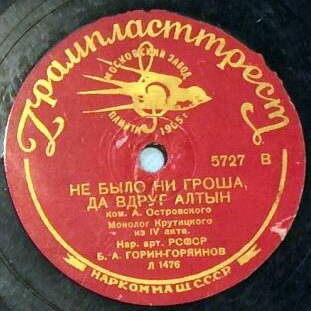 Грампласттрест
МОСКОВСКИЙ ЗАВОД
ПАМЯТИ 1905 г.
5727 В
НЕ БЫЛО НИ ГРОША,
ДА ВДРУГ АЛТЫН
ком. А. Островского
Монолог Крутицкого
из IV акта.
Нар. арт. РСФСР
Б. А. ГОРИН-ГОРЯИНОВ
Л 1476
НАРКОММАШ СССР